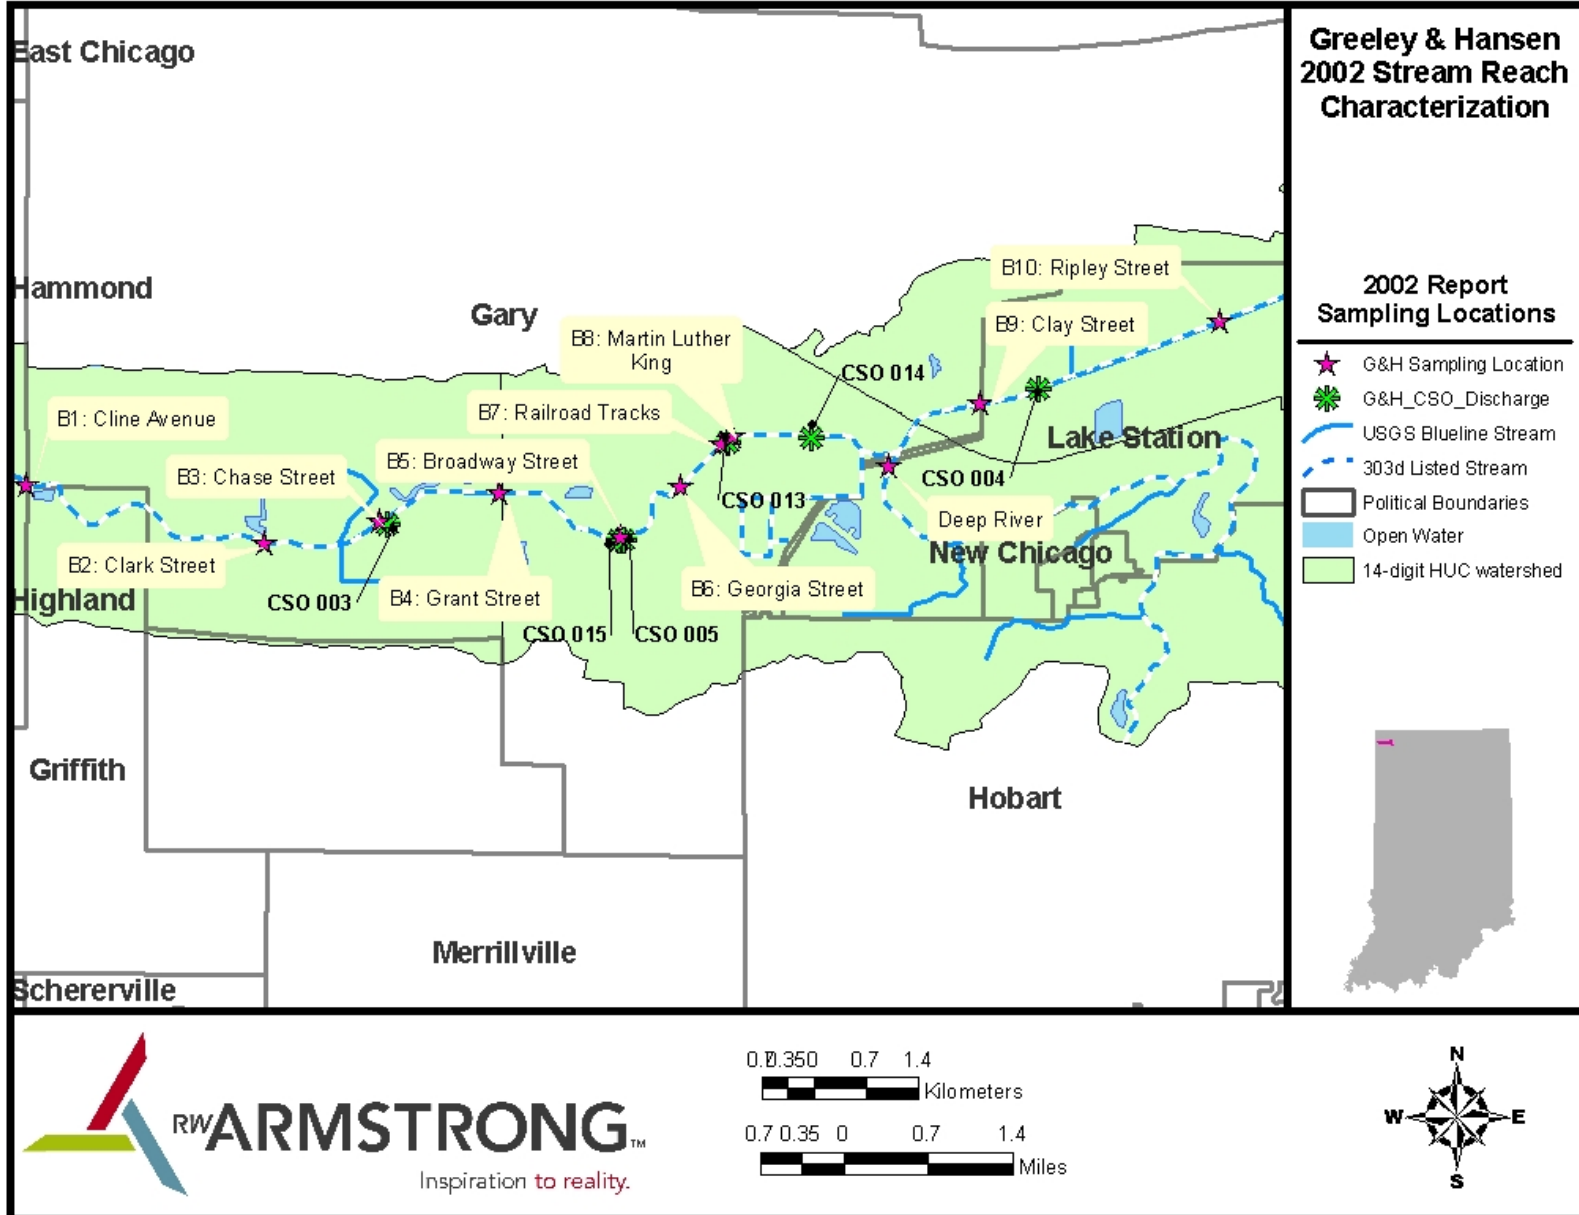 East Chicago
Hammond
Gary
B10: Ripley Street
B9: Clay Street
B8: Martin Luther
King
CSO 014
B7: Railroad Tracks
B1: Cline Avenue
B5: Broadway Street
B3: Chase Street
Lake Station
CSO 004
CSO 013
Deep River
New Chicago
B2: Clark Street
B6: Georgia Street
B4: Grant Street
Highland
CSO 003
CSO 015
CSO 005
Griffith
Hobart
Merrillville
Schererville
Greeley & Hansen
2002 Stream Reach
Characterization
2002 Report
Sampling Locations
G&H Sampling Location
G&H_CSO_Discharge
USGS Blueline Stream
303d Listed Stream
Political Boundaries
Open Water
14-digit HUC watershed
RW ARMSTRONG™
Inspiration to reality.
0.7 0.35 0 0.7 1.4
Kilometers
0.7 0.35 0 0.7 1.4
Miles
N
W E
S